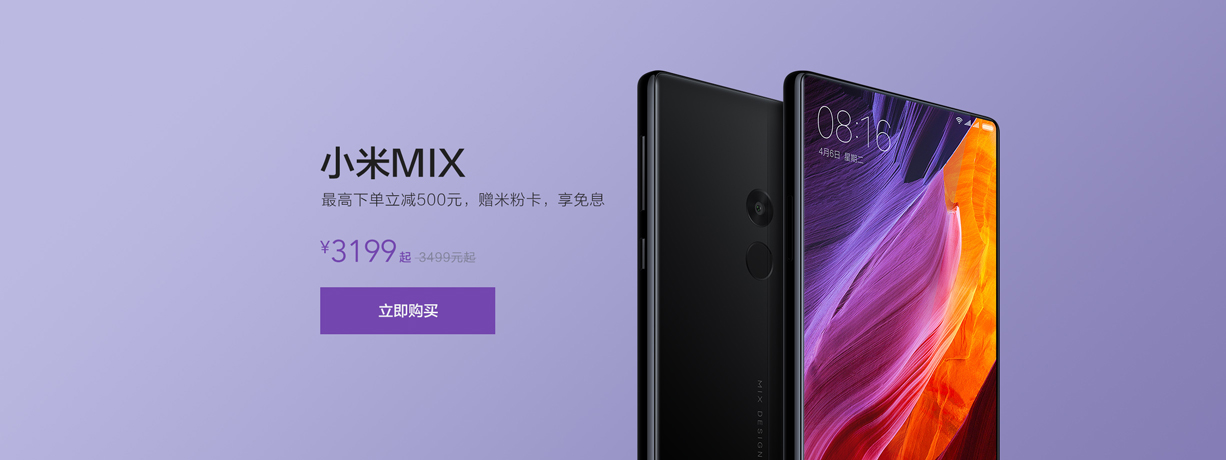 小米MIX
最高下单立减500元，赠米粉卡，享免息
¥3199起 3499元起
立即购买
08:16
4月6日 星期二
MIX DESIGN